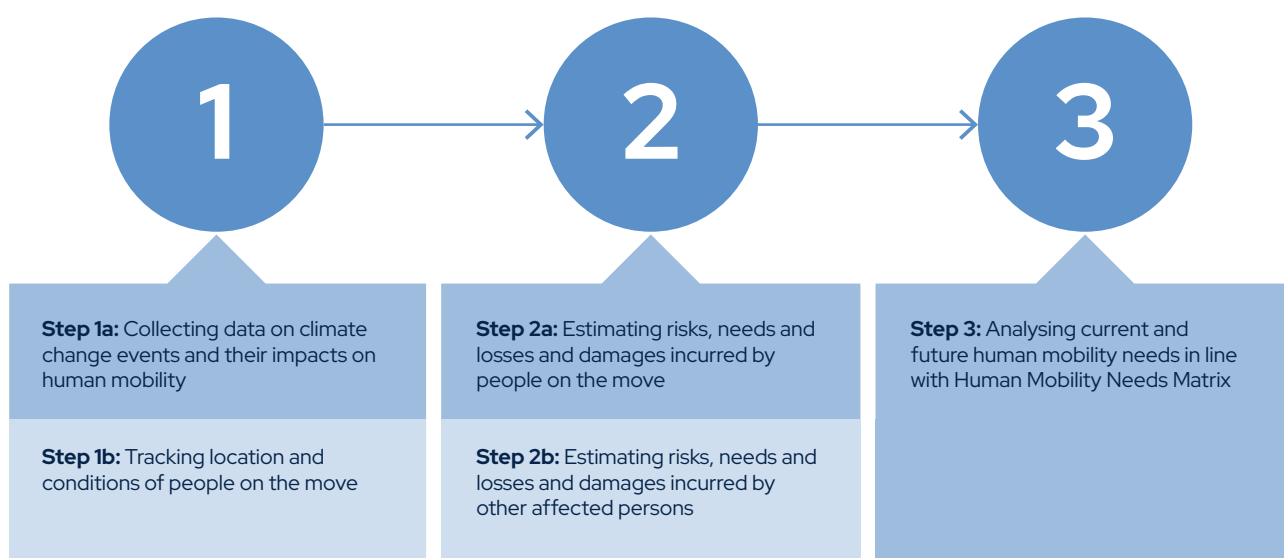 1
2
3
Step 1a: Collecting data on climate
change events and their impacts on
human mobility
Step 1b: Tracking location and
conditions of people on the move
Step 2a: Estimating risks, needs and
losses and damages incurred by
people on the move
Step 2b: Estimating risks, needs and
losses and damages incurred by
other affected persons
Step 3: Analysing current and
future human mobility needs in line
with Human Mobility Needs Matrix